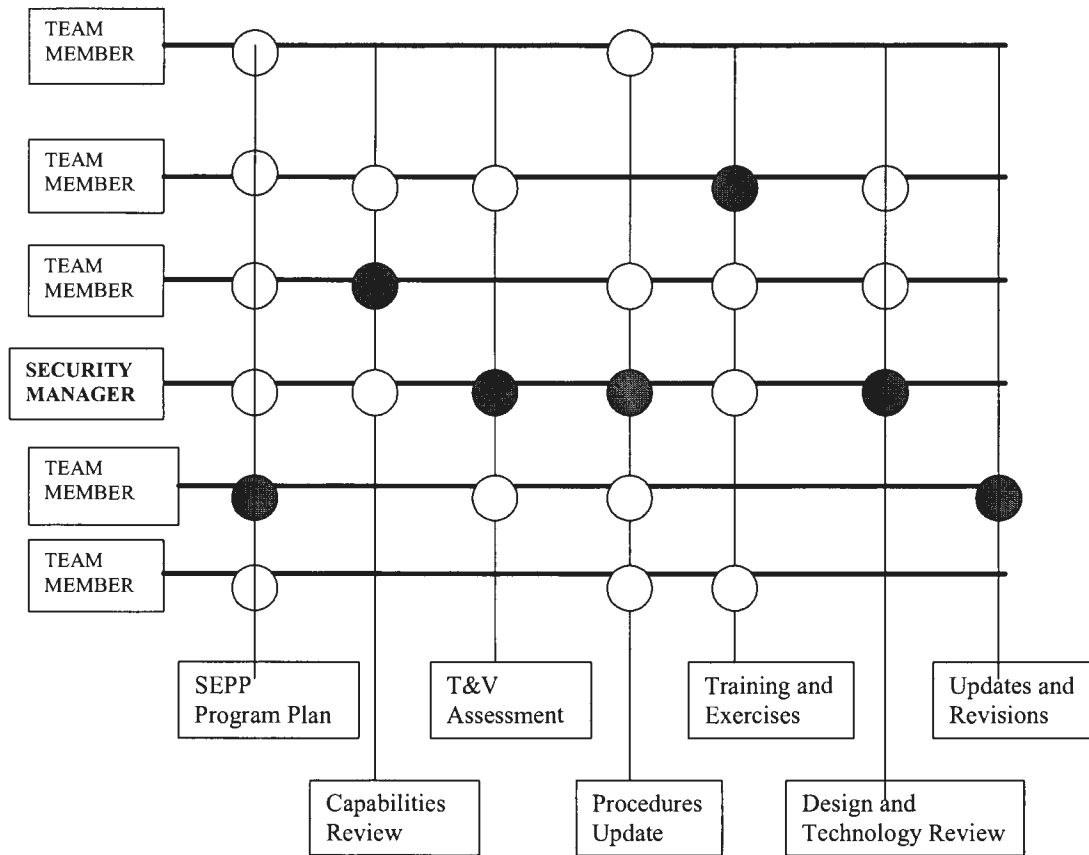 TEAM
MEMBER
TEAM
MEMBER
TEAM
MEMBER
SECURITY
MANAGER
TEAM
MEMBER
TEAM
MEMBER
SEPP
Program Plan
T&V
Assessment
Training and
Exercises
Updates and
Revisions
Capabilities
Review
Procedures
Update
Design and
Technology Review